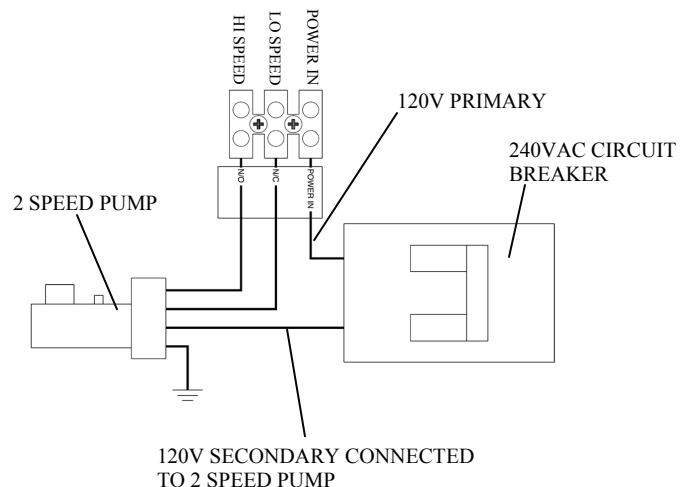 HI SPEED
LO SPEED
POWER IN
120V PRIMARY
240VAC CIRCUIT
BREAKER
N/O
N/C
POWER IN
2 SPEED PUMP
120V SECONDARY CONNECTED
TO 2 SPEED PUMP